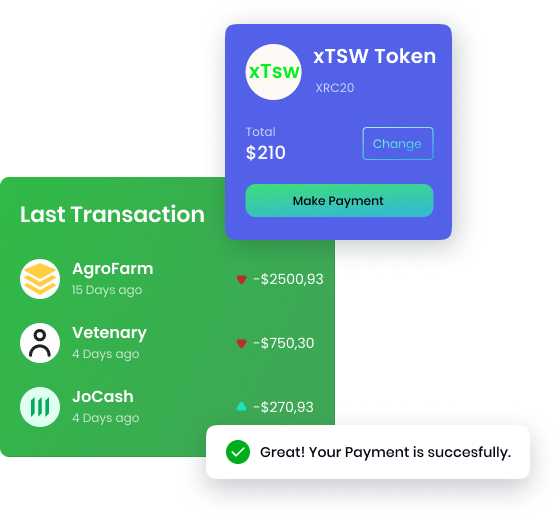 xTsw
xTSW Token
XRC20
Total
$210
Change
Make Payment
Last Transaction
AgroFarm
15 Days ago
-$2500,93
Vetenary
4 Days ago
-$750,30
JoCash
4 Days ago
-$270,93
Great! Your Payment is succesfully.